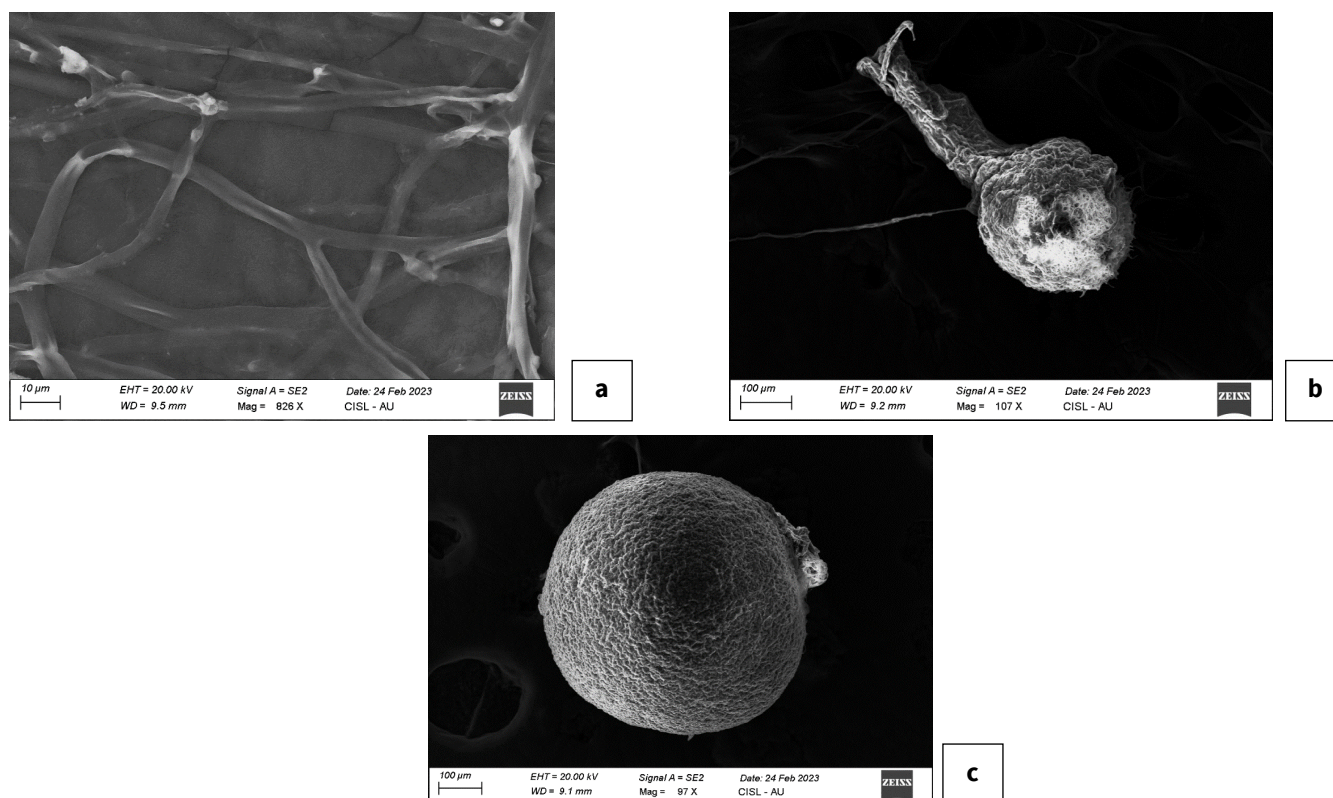 10 µm EHT = 20.00 kV Signal A = SE2 Date: 24 Feb 2023 ZEISS
WD = 9.5 mm Mag = 826 X CISL - AU
a
100 µm EHT = 20.00 kV Signal A = SE2 Date: 24 Feb 2023 ZEISS
WD = 9.2 mm Mag = 107 X CISL - AU
b
100 µm EHT = 20.00 kV Signal A = SE2 Date: 24 Feb 2023 ZEISS
WD = 9.1 mm Mag = 97 X CISL - AU
c